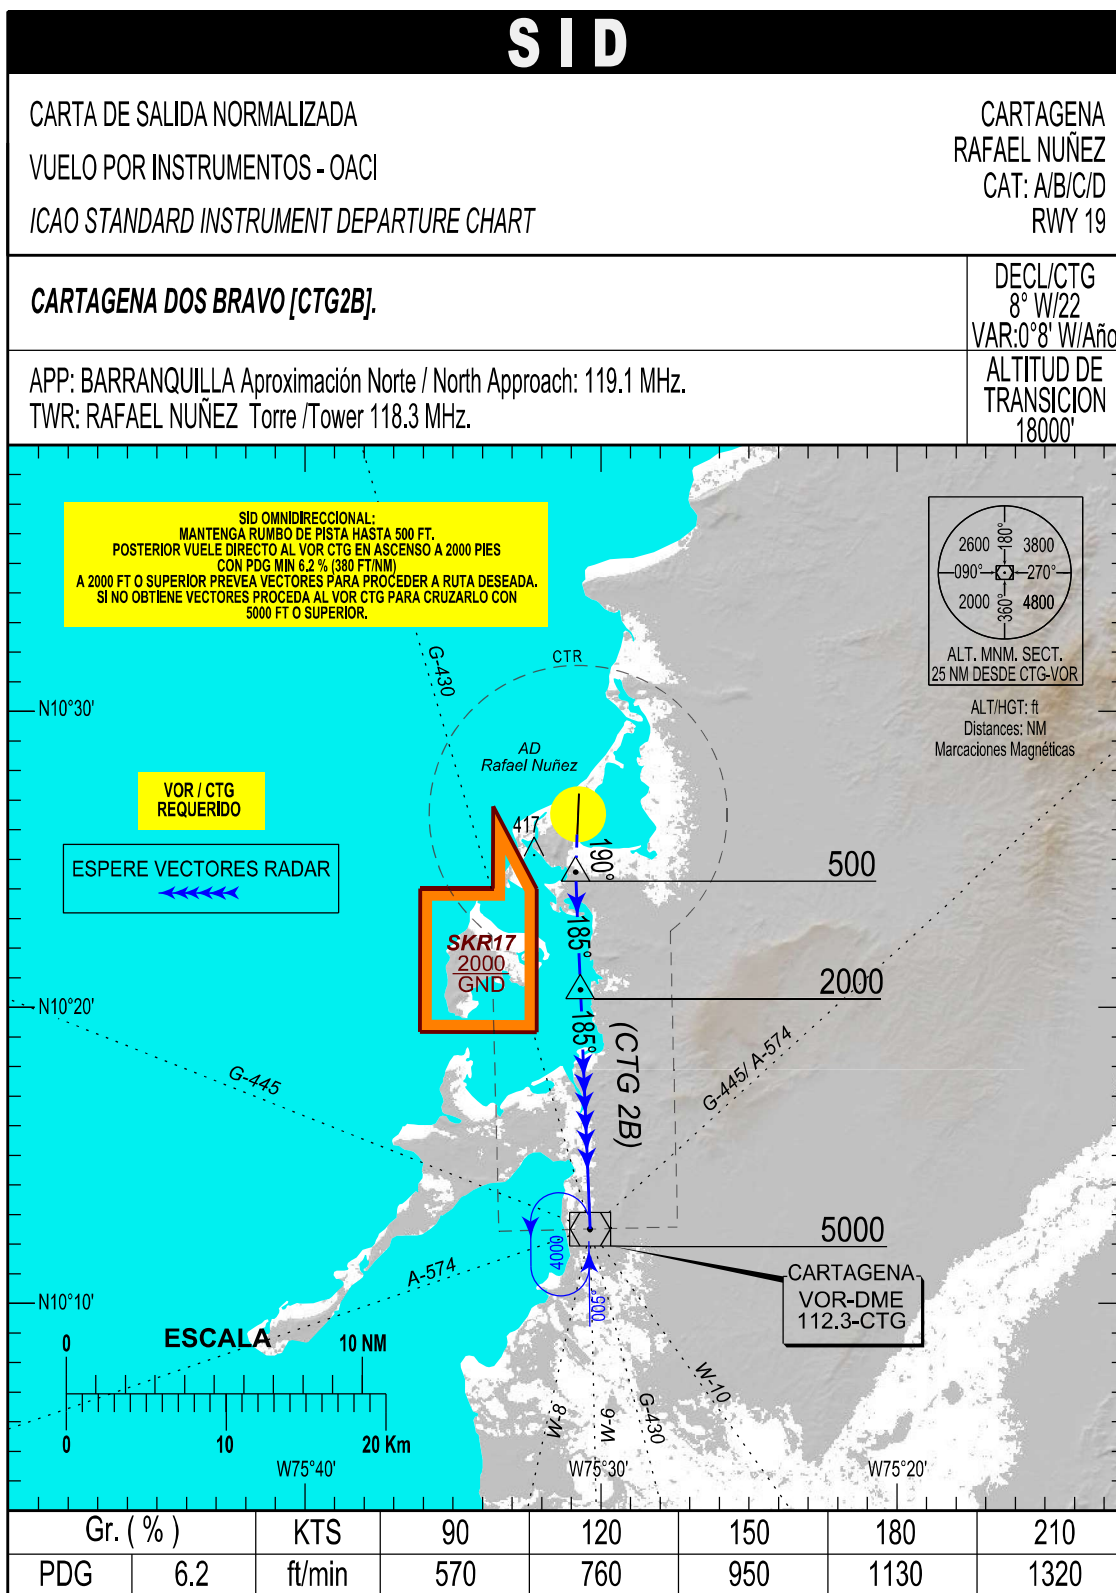 SID
CARTA DE SALIDA NORMALIZADA
VUELO POR INSTRUMENTOS - OACI
ICAO STANDARD INSTRUMENT DEPARTURE CHART
CARTAGENA
RAFAEL NUÑEZ
CAT: A/B/C/D
RWY 19
CARTAGENA DOS BRAVO [CTG2B].
DECL/CTG
8° W/22
VAR:0°8' W/Año
APP: BARRANQUILLA Aproximación Norte / North Approach: 119.1 MHz.
TWR: RAFAEL NUÑEZ Torre /Tower 118.3 MHz.
ALTITUD DE
TRANSICION
18000'
SID OMNIDIRECCIONAL:
MANTENGA RUMBO DE PISTA HASTA 500 FT.
POSTERIOR VUELE DIRECTO AL VOR CTG EN ASCENSO A 2000 PIES
CON PDG MIN 6.2 % (380 FT/NM)
A 2000 FT O SUPERIOR PREVEA VECTORES PARA PROCEDER A RUTA DESEADA.
SI NO OBTIENE VECTORES PROCEDA AL VOR CTG PARA CRUZARLO CON
5000 FT O SUPERIOR.
2600
180°
3800
090°
270°
2000
360°
4800
ALT. MNM. SECT.
25 NM DESDE CTG-VOR
ALT/HGT: ft
Distances: NM
Marcaciones Magnéticas
G-430
CTR
N10°30'
AD
Rafael Nuñez
VOR / CTG
REQUERIDO
417
190°
500
ESPERE VECTORES RADAR
185°
SKR17
2000
GND
2000
N10°20'
185°
(CTG 2B)
G-445/ A-574
G-445
4000
5000
A-574
005°
CARTAGENA
VOR-DME
112.3-CTG
N10°10'
ESCALA
0
10 NM
0
10
20 Km
W-8
W-6
G-430
W-10
W75°40'
W75°30'
W75°20'
Gr. ( % )
KTS
90
120
150
180
210
PDG
6.2
ft/min
570
760
950
1130
1320